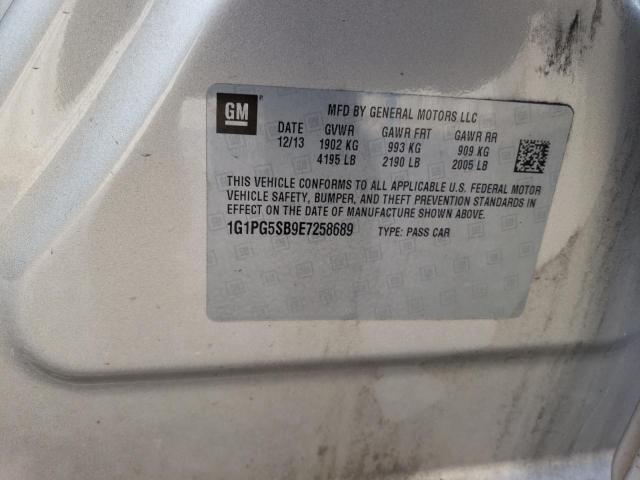 GM
MFD BY GENERAL MOTORS LLC
DATE GVWR GAWR FRT GAWR RR
12/13 1902 KG 993 KG 909 KG
4195 LB 2190 LB 2005 LB
THIS VEHICLE CONFORMS TO ALL APPLICABLE U.S. FEDERAL MOTOR
VEHICLE SAFETY, BUMPER, AND THEFT PREVENTION STANDARDS IN
EFFECT ON THE DATE OF MANUFACTURE SHOWN ABOVE.
1G1PG5SB9E7258689 TYPE: PASS CAR